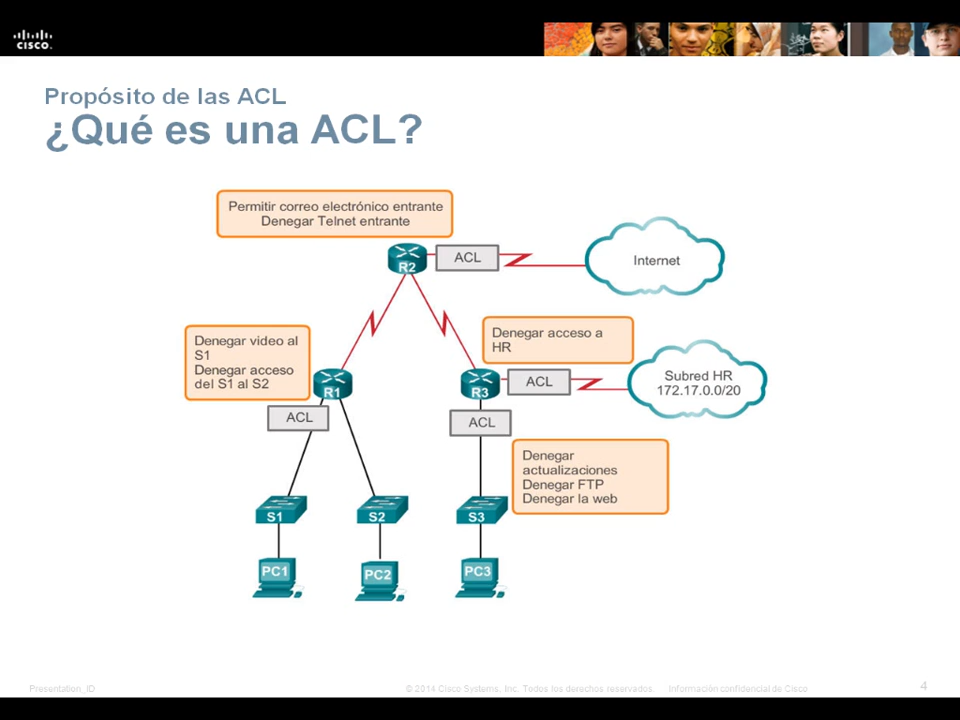 CISCO.
Propósito de las ACL
¿Qué es una ACL?
Permitir correo electrónico entrante
Denegar Telnet entrante
R2
ACL
Internet
Denegar video al
S1
Denegar acceso
del S1 al S2
Denegar acceso a
HR
R1
R3
ACL
Subred HR
172.17.0.0/20
ACL
ACL
Denegar
actualizaciones
Denegar FTP
Denegar la web
S1
S2
S3
PC1
PC2
PC3
Presentation_ID
© 2014 Cisco Systems, Inc. Todos los derechos reservados.
Información confidencial de Cisco
4